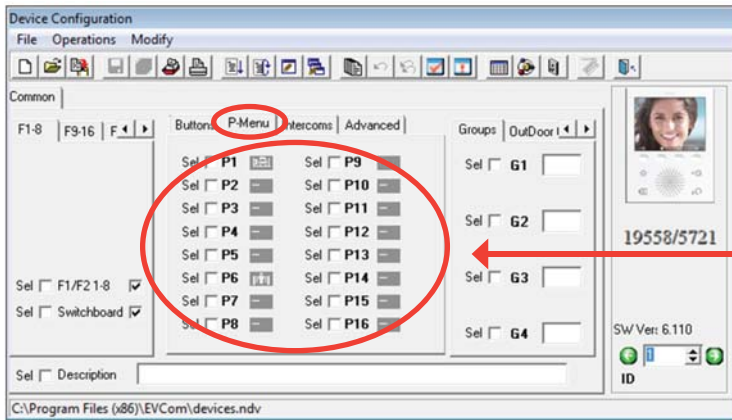 Device Configuration
File Operations Modify
Common
F1-8 F9-16 F
Buttons P-Menu Intercoms Advanced
Groups OutDoor
Sel P1 Sel P9
Sel P2 Sel P10
Sel P3 Sel P11
Sel P4 Sel P12
Sel P5 Sel P13
Sel P6 Sel P14
Sel P7 Sel P15
Sel P8 Sel P16
Sel G1
Sel G2
Sel G3
Sel G4
Sel F1/F2 1-8
Sel Switchboard
19558/5721
SW Ver: 6.110
1
ID
Sel Description
C:\Program Files (x86)\EVCom\devices.ndv